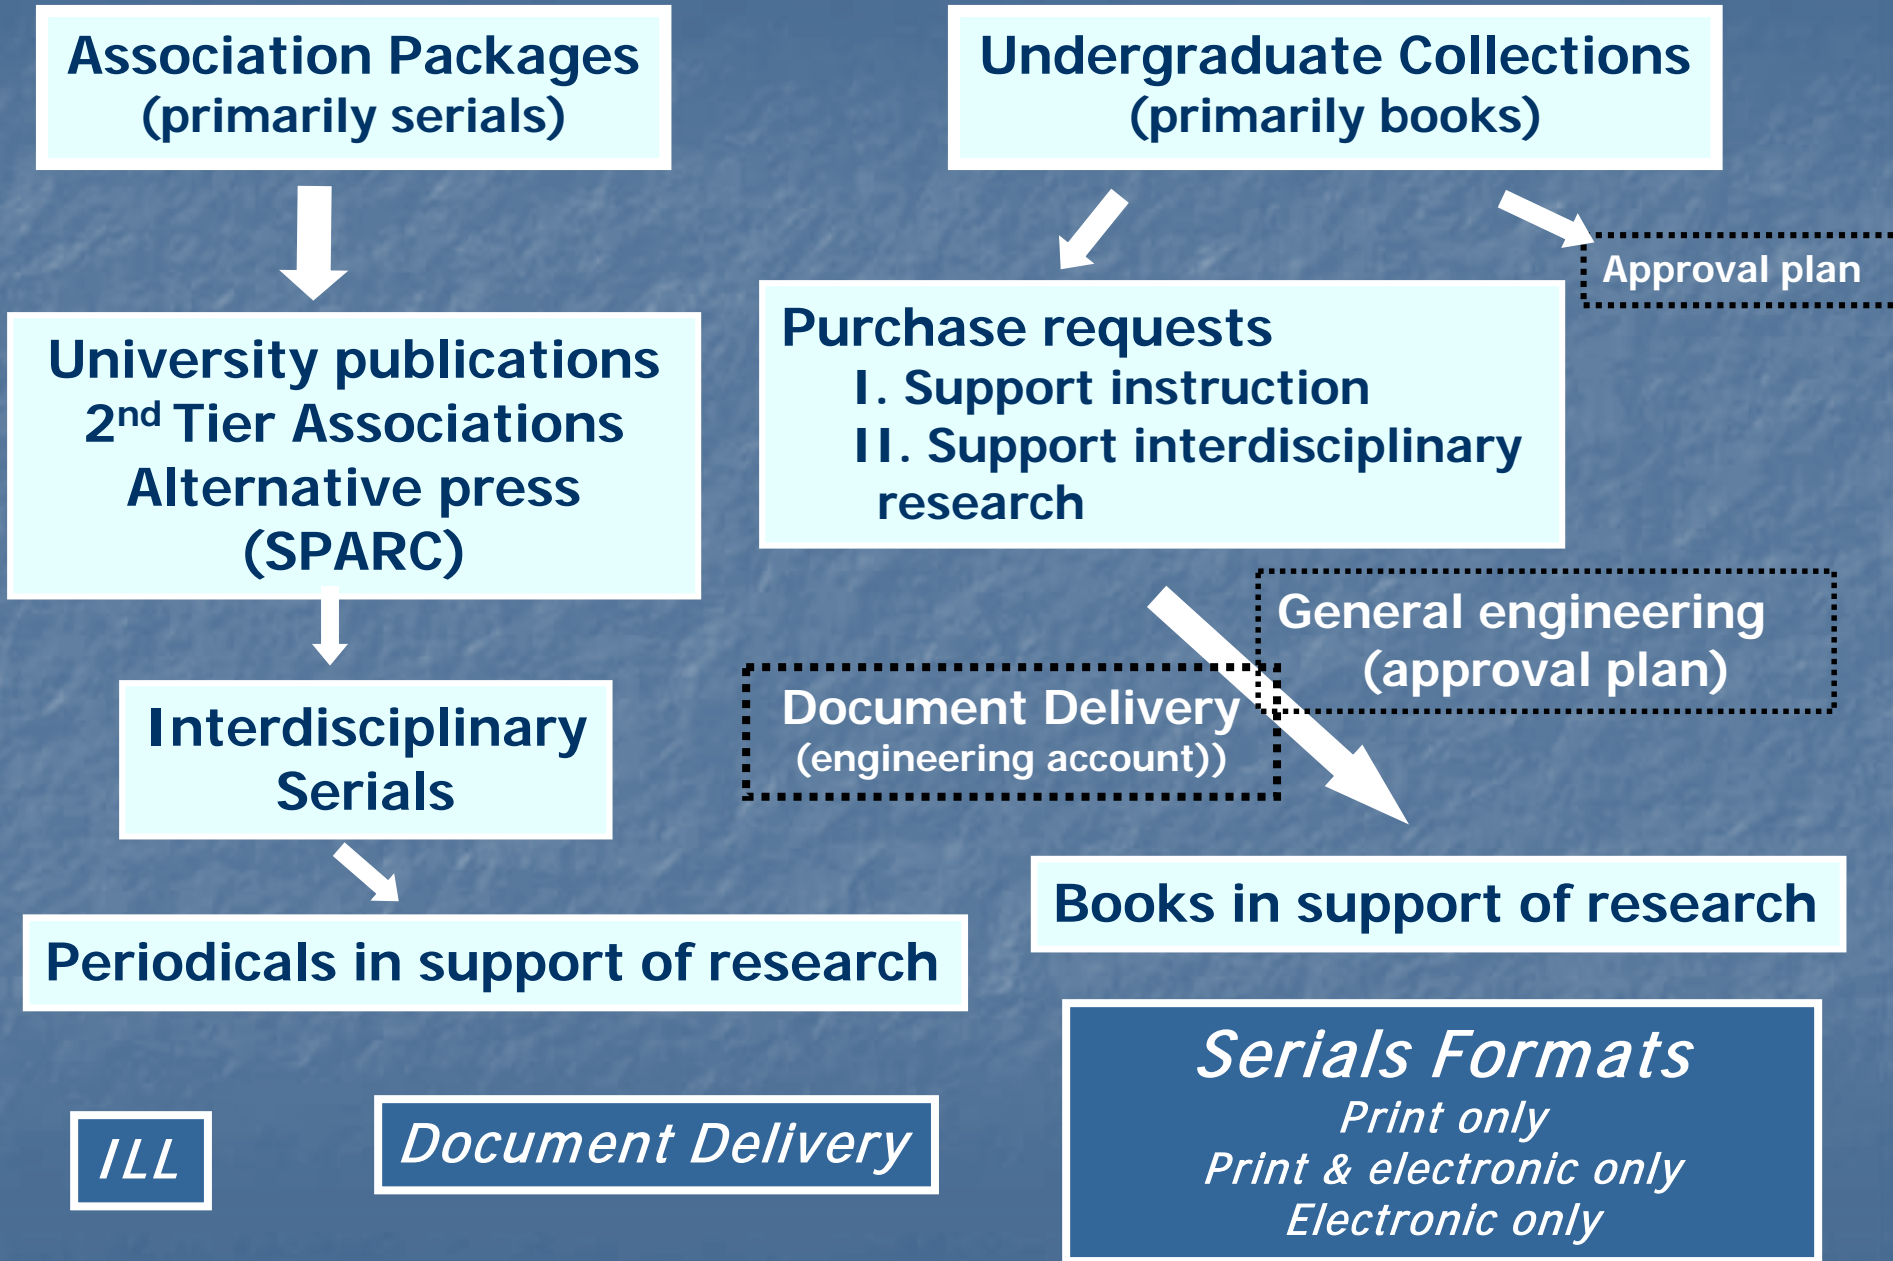 Association Packages
(primarily serials)
Undergraduate Collections
(primarily books)
Approval plan
University publications
2nd Tier Associations
Alternative press
(SPARC)
Purchase requests
I. Support instruction
II. Support interdisciplinary
research
General engineering
(approval plan)
Document Delivery
(engineering account))
Interdisciplinary
Serials
Books in support of research
Periodicals in support of research
Serials Formats
Print only
Print & electronic only
Electronic only
ILL
Document Delivery